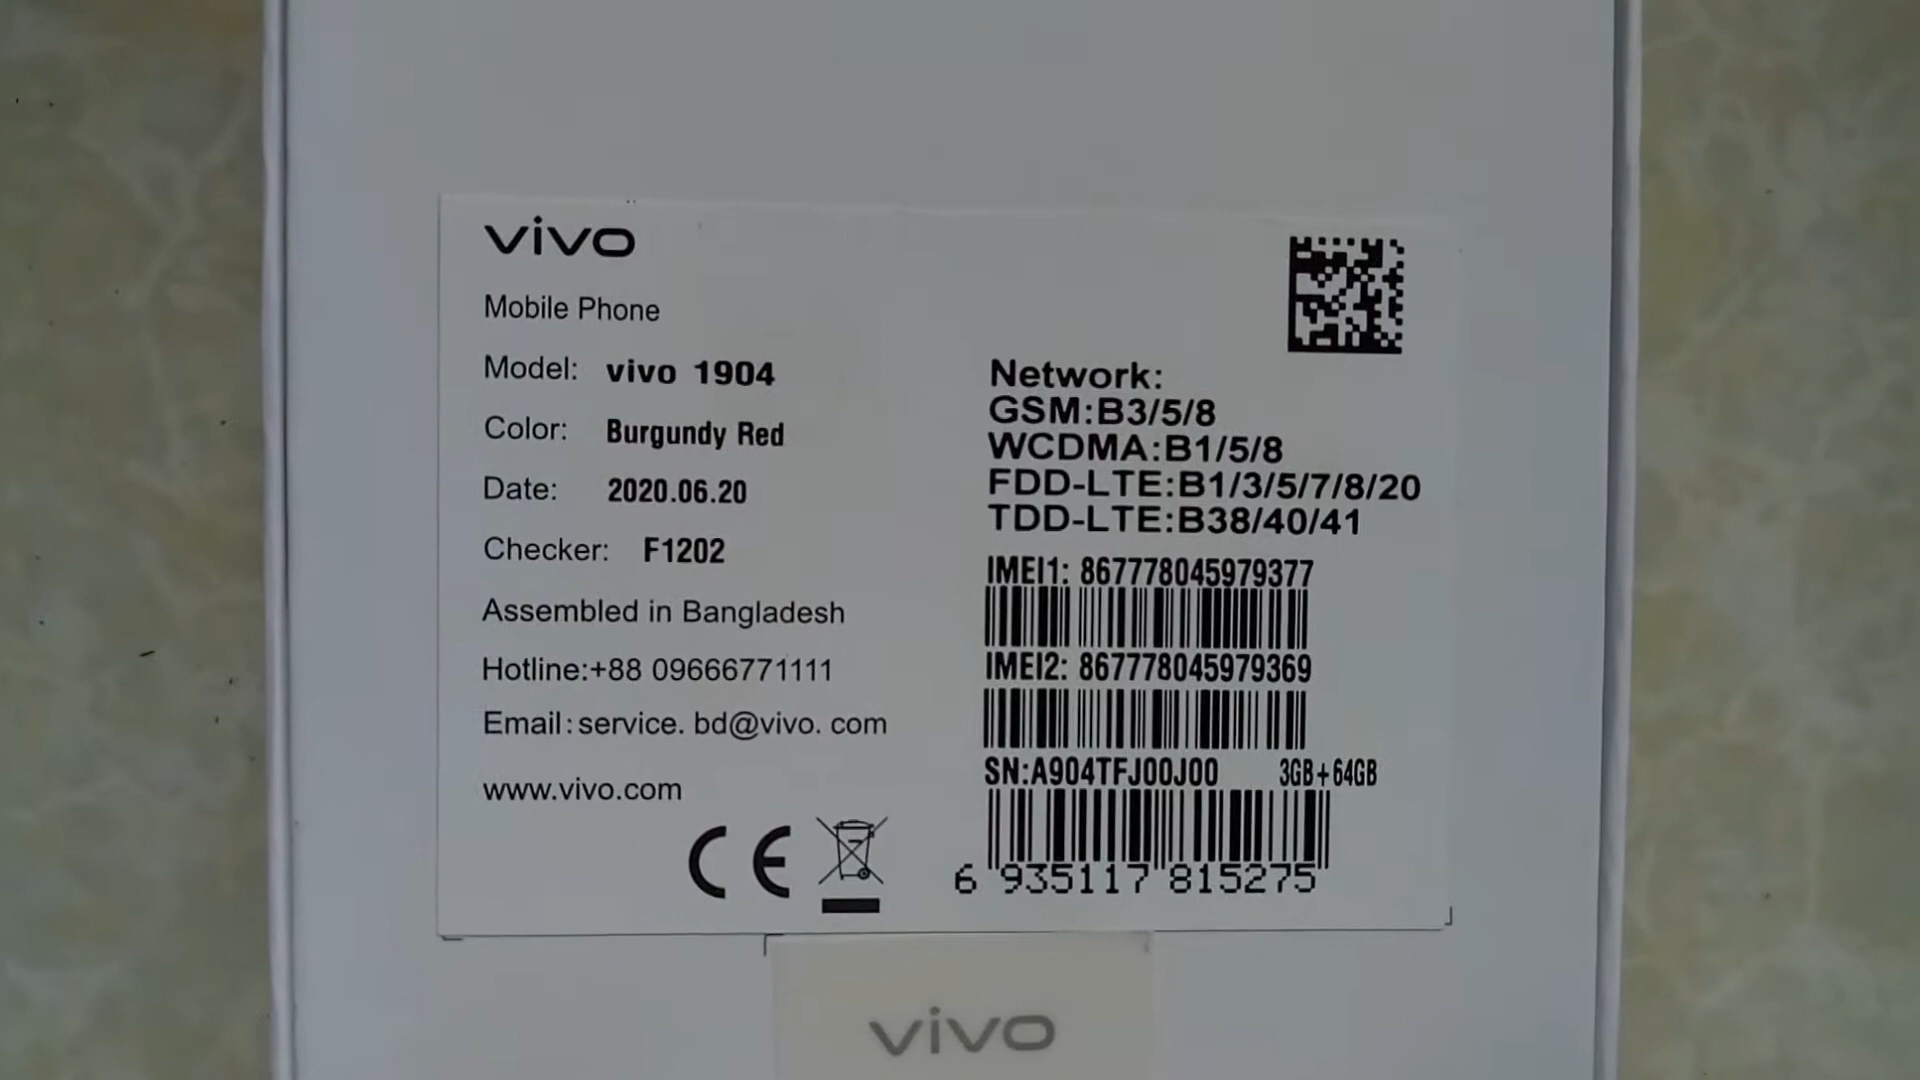 vivo
Mobile Phone
Model: vivo 1904
Color: Burgundy Red
Date: 2020.06.20
Checker: F1202
Assembled in Bangladesh
Hotline:+88 09666771111
Email:service. bd@vivo. com
www.vivo.com
CE
Network:
GSM:B3/5/8
WCDMA:B1/5/8
FDD-LTE:B1/3/5/7/8/20
TDD-LTE:B38/40/41
IMEI1: 867778045979377
IMEI2: 867778045979369
SN:A904TFJ00J00 3GB+64GB
6 935117 815275
vivo